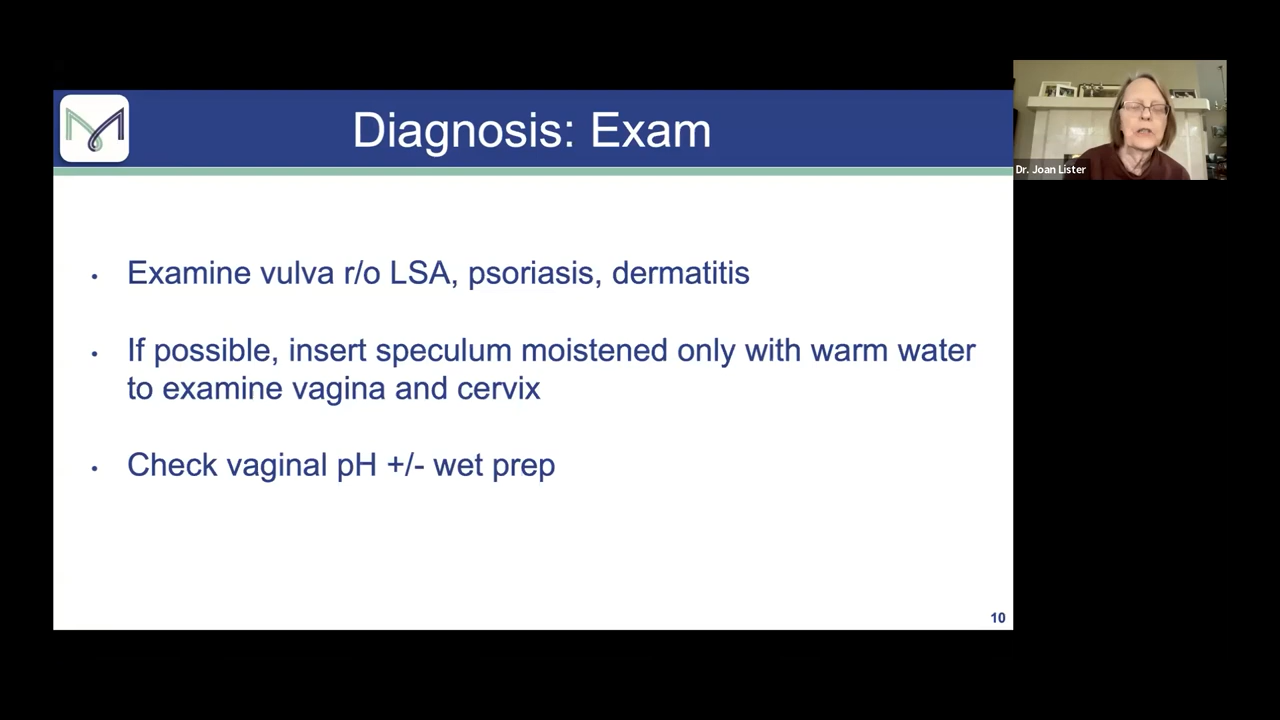 Diagnosis: Exam
Dr. Joan Lister
• Examine vulva r/o LSA, psoriasis, dermatitis
• If possible, insert speculum moistened only with warm water
to examine vagina and cervix
• Check vaginal pH +/- wet prep
10